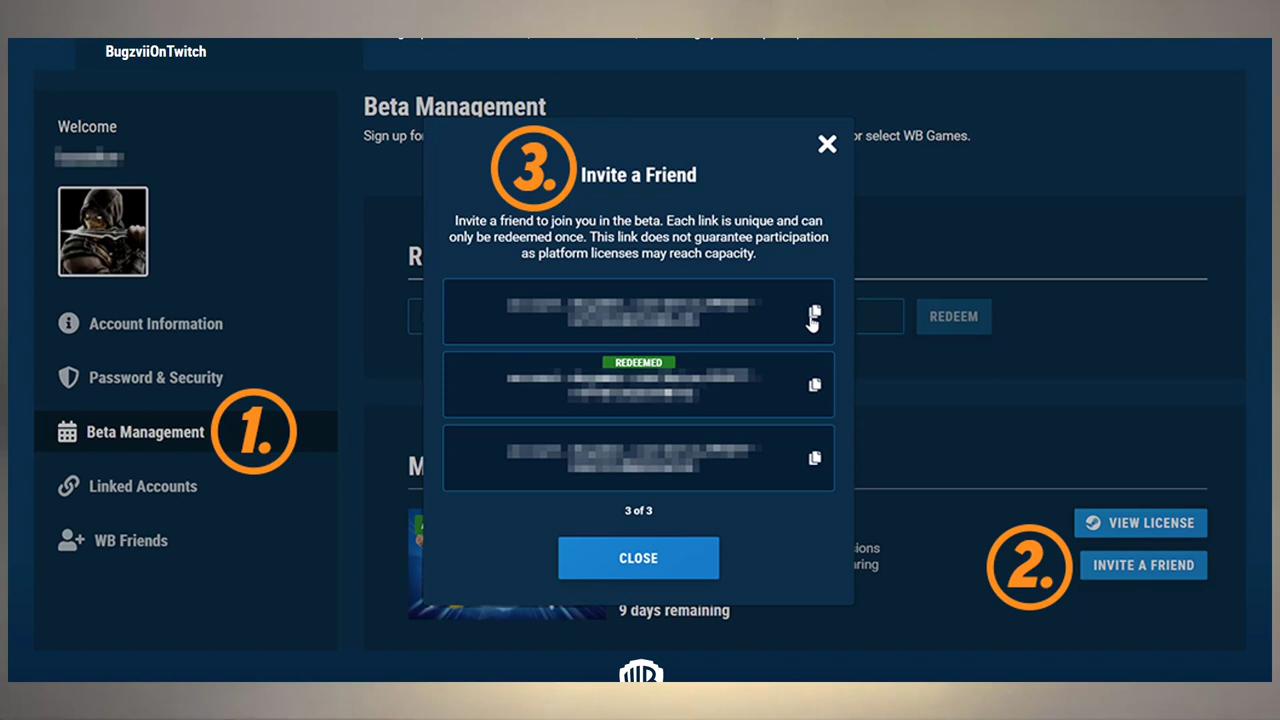 BugzviiOnTwitch
Welcome
Account Information
Password & Security
Beta Management
1.
Linked Accounts
WB Friends
Beta Management
Sign up for
or select WB Games.
3.
Invite a Friend
Invite a friend to join you in the beta. Each link is unique and can
only be redeemed once. This link does not guarantee participation
as platform licenses may reach capacity.
REDEEMED
3 of 3
CLOSE
REDEEM
VIEW LICENSE
2.
INVITE A FRIEND
9 days remaining
WB